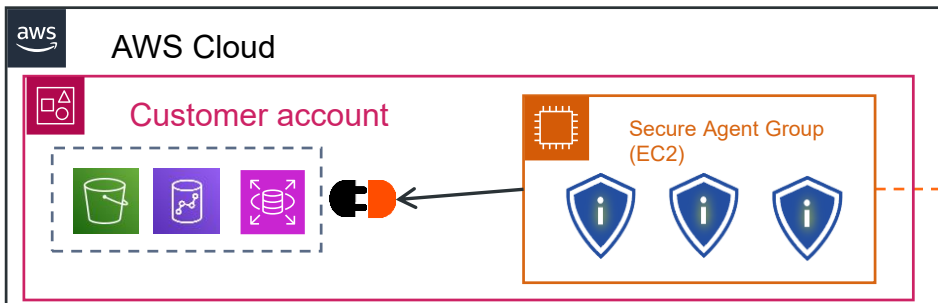 aws
AWS Cloud
Customer account
Secure Agent Group
(EC2)
i
i
i